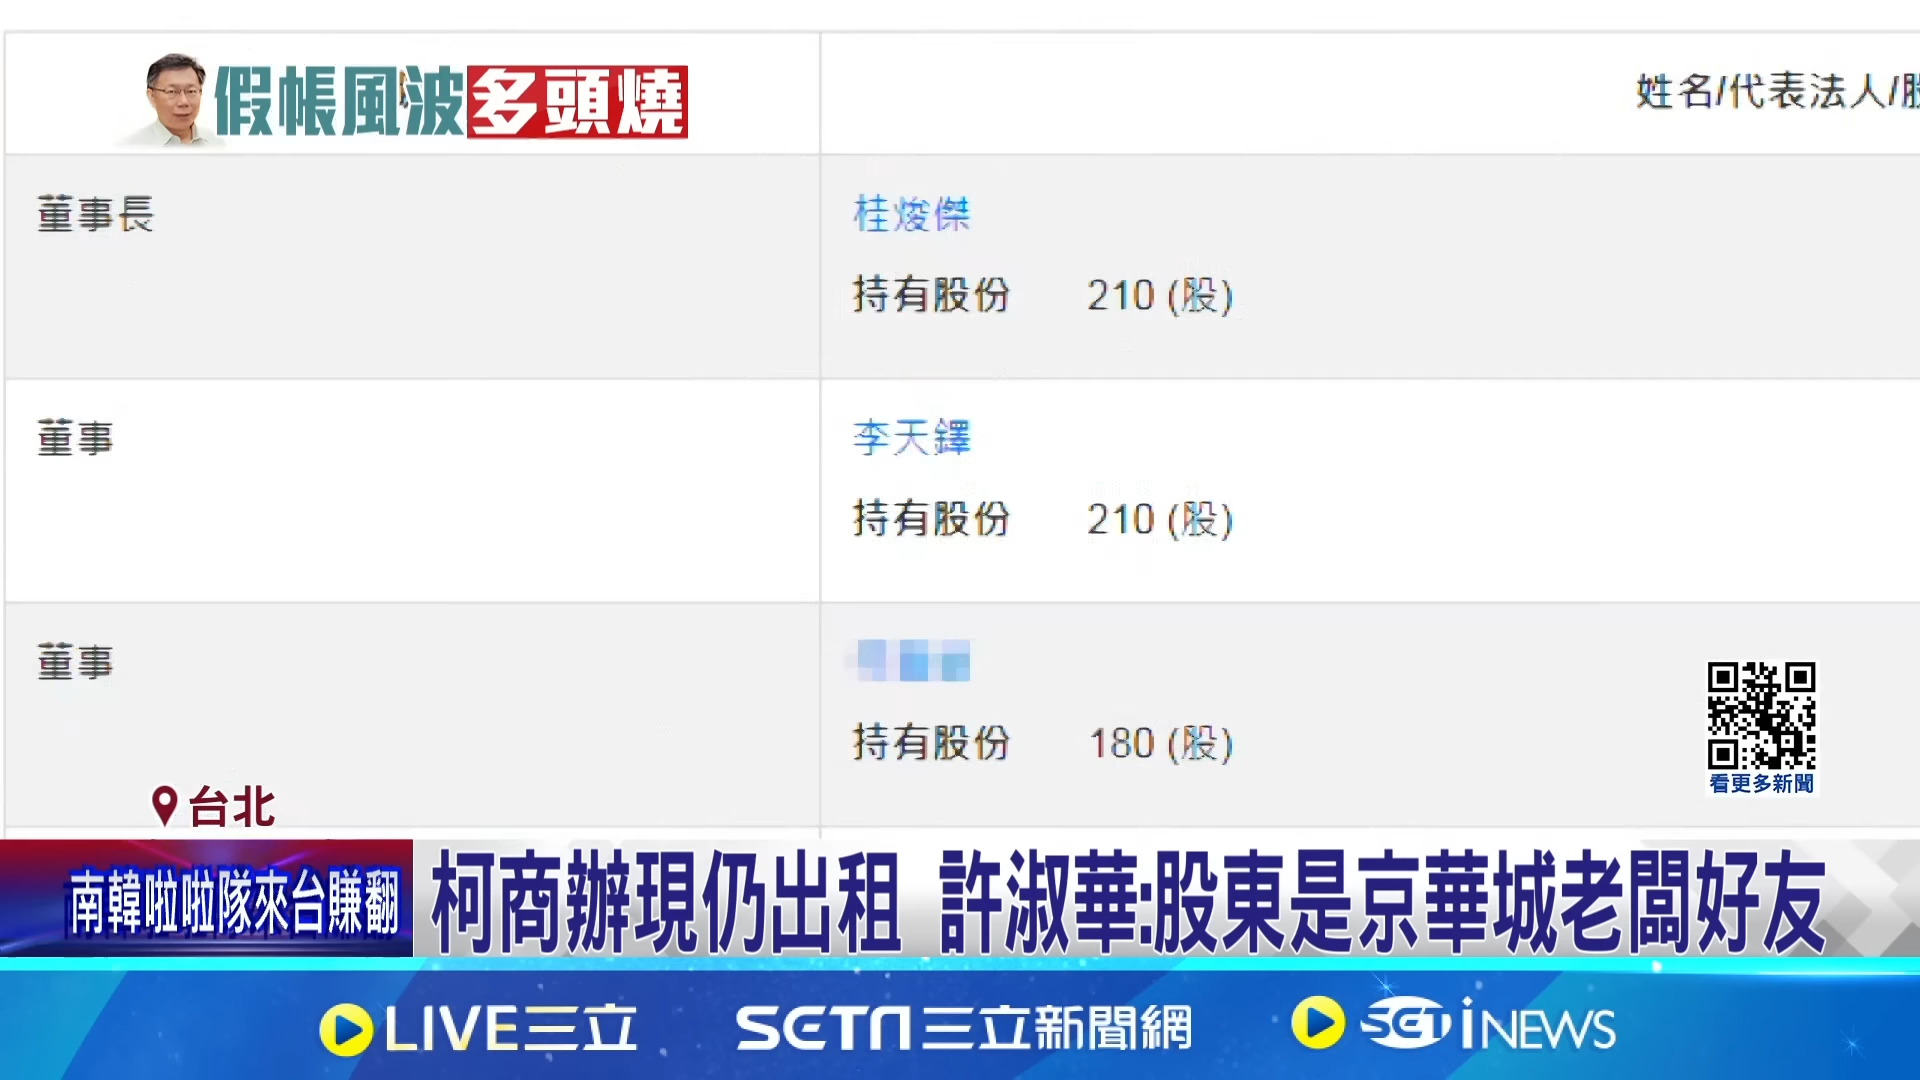 假帳風波多頭燒
姓名/代表法人/股
董事長
桂焌傑
持有股份 210 (股)
董事
李天鐸
持有股份 210 (股)
董事
持有股份 180 (股)
看更多新聞
台北
南韓啦啦隊來台賺翻
柯商辦現仍出租 許淑華:股東是京華城老闆好友
LIVE三立
SETN三立新聞網
SETiNEWS